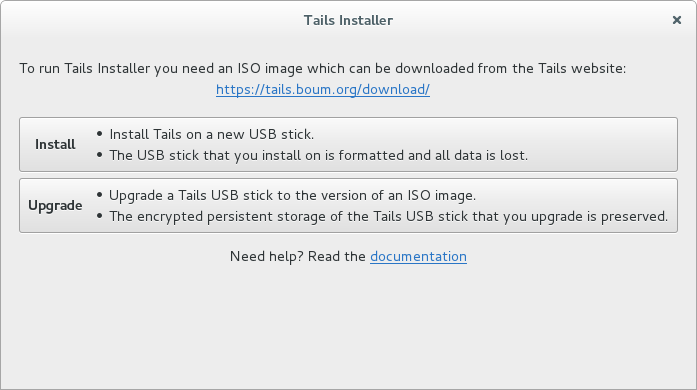 Tails Installer
To run Tails Installer you need an ISO image which can be downloaded from the Tails website:
https://tails.boum.org/download/
Install
• Install Tails on a new USB stick.
• The USB stick that you install on is formatted and all data is lost.
Upgrade
• Upgrade a Tails USB stick to the version of an ISO image.
• The encrypted persistent storage of the Tails USB stick that you upgrade is preserved.
Need help? Read the documentation